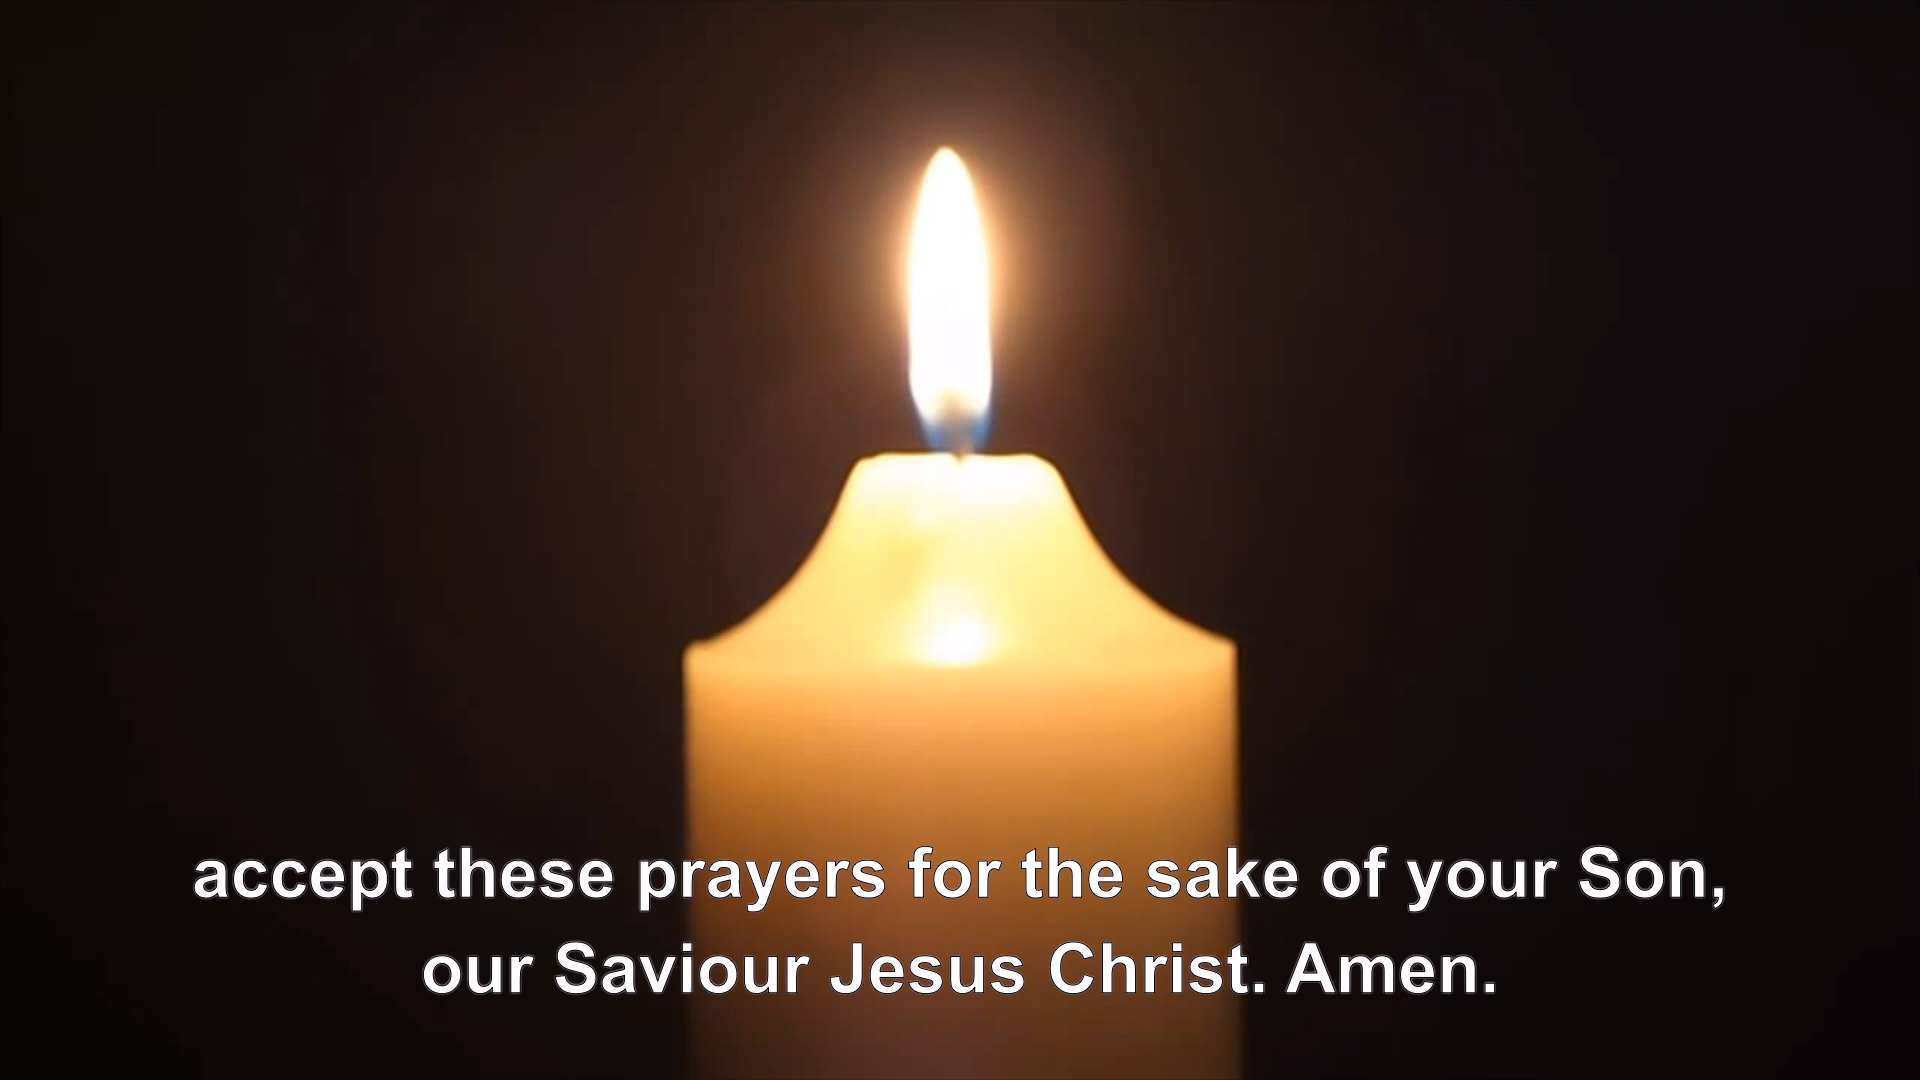 accept these prayers for the sake of your Son,
our Saviour Jesus Christ. Amen.